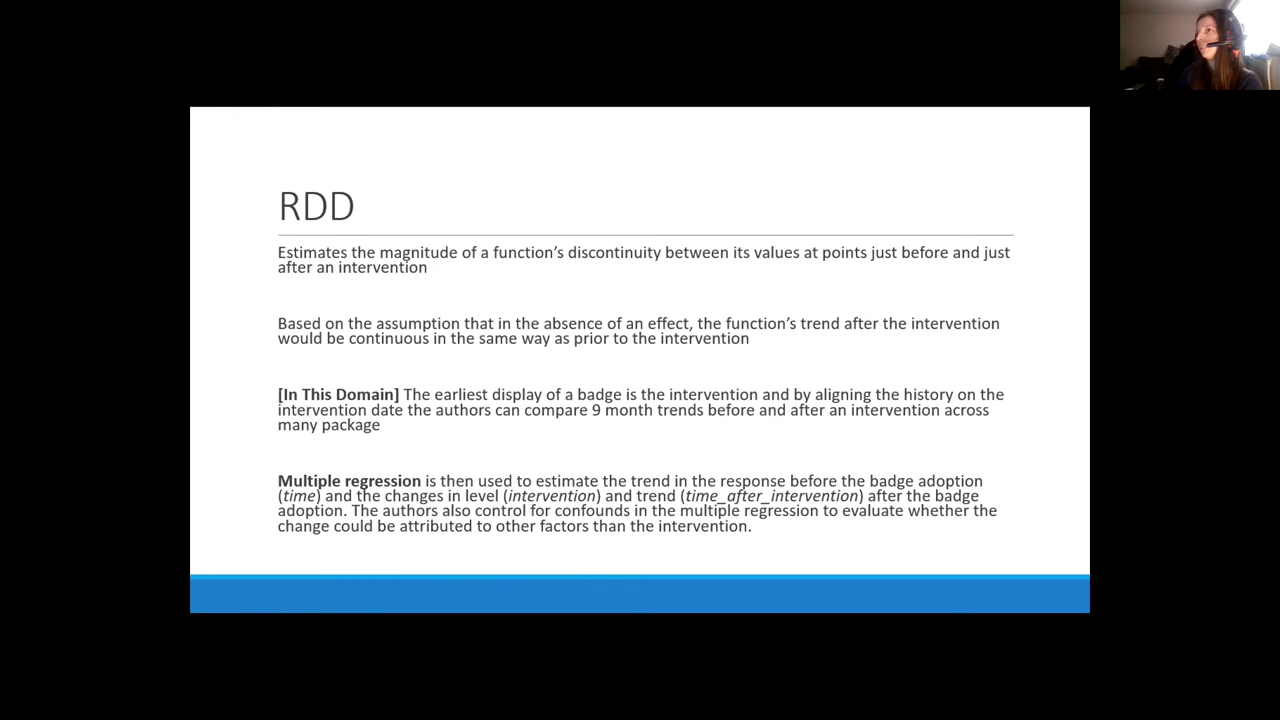 RDD
Estimates the magnitude of a function’s discontinuity between its values at points just before and just
after an intervention
Based on the assumption that in the absence of an effect, the function’s trend after the intervention
would be continuous in the same way as prior to the intervention
[In This Domain] The earliest display of a badge is the intervention and by aligning the history on the
intervention date the authors can compare 9 month trends before and after an intervention across
many package
Multiple regression is then used to estimate the trend in the response before the badge adoption
(time) and the changes in level (intervention) and trend (time_after_intervention) after the badge
adoption. The authors also control for confounds in the multiple regression to evaluate whether the
change could be attributed to other factors than the intervention.